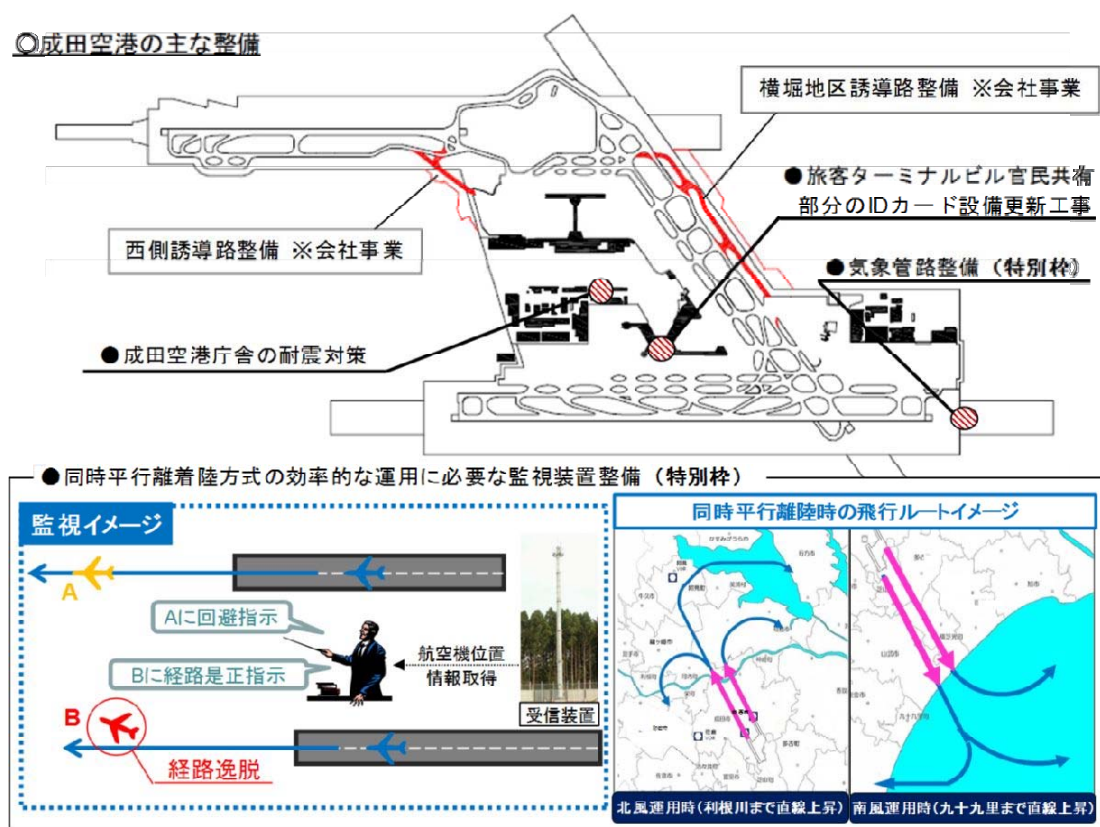 ◎成田空港の主な整備
横堀地区誘導路整備 ※会社事業
●旅客ターミナルビル官民共有
部分のIDカード設備更新工事
西側誘導路整備 ※会社事業
●気象管路整備（特別枠）
●成田空港庁舎の耐震対策
●同時平行離着陸方式の効率的な運用に必要な監視装置整備（特別枠）
監視イメージ
同時平行離陸時の飛行ルートイメージ
A
Aに回避指示
Bに経路是正指示
航空機位置
情報取得
B
受信装置
経路逸脱
北風運用時(利根川まで直線上昇)
南風運用時(九十九里まで直線上昇)